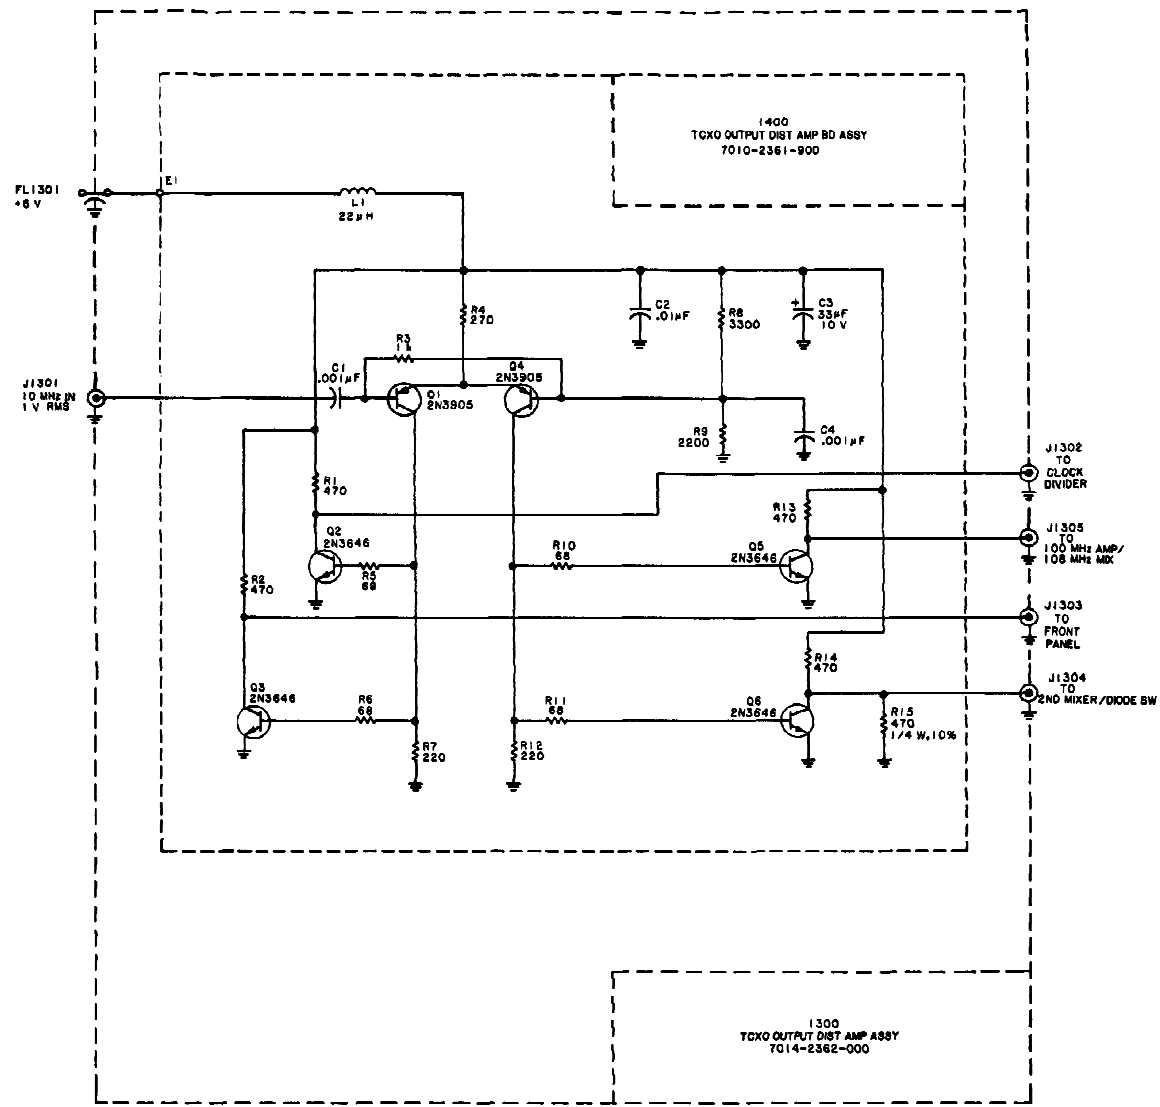 1400
TCXO OUTPUT DIST AMP BD ASSY
7010-2361-900
FL1301
+6 V
E1
L1
22µH
R4
270
C2
.01µF
R8
3300
+
C3
33µF
10 V
R3
1 k
C1
.001µF
Q4
2N3905
J1301
10 MHz IN
1 V RMS
Q1
2N3905
R9
2200
C4
.001µF
J1302
TO
CLOCK
DIVIDER
R1
470
R13
470
Q2
2N3646
R10
68
Q5
2N3646
J1305
TO
100 MHz AMP/
108 MHz MIX
R5
68
R2
470
J1303
TO
FRONT
PANEL
R14
470
J1304
TO
2ND MIXER/DIODE SW
Q3
2N3646
R6
68
R11
68
Q6
2N3646
R15
470
1/4 W,10%
R7
220
R12
220
1300
TCXO OUTPUT DIST AMP ASSY
7014-2362-000